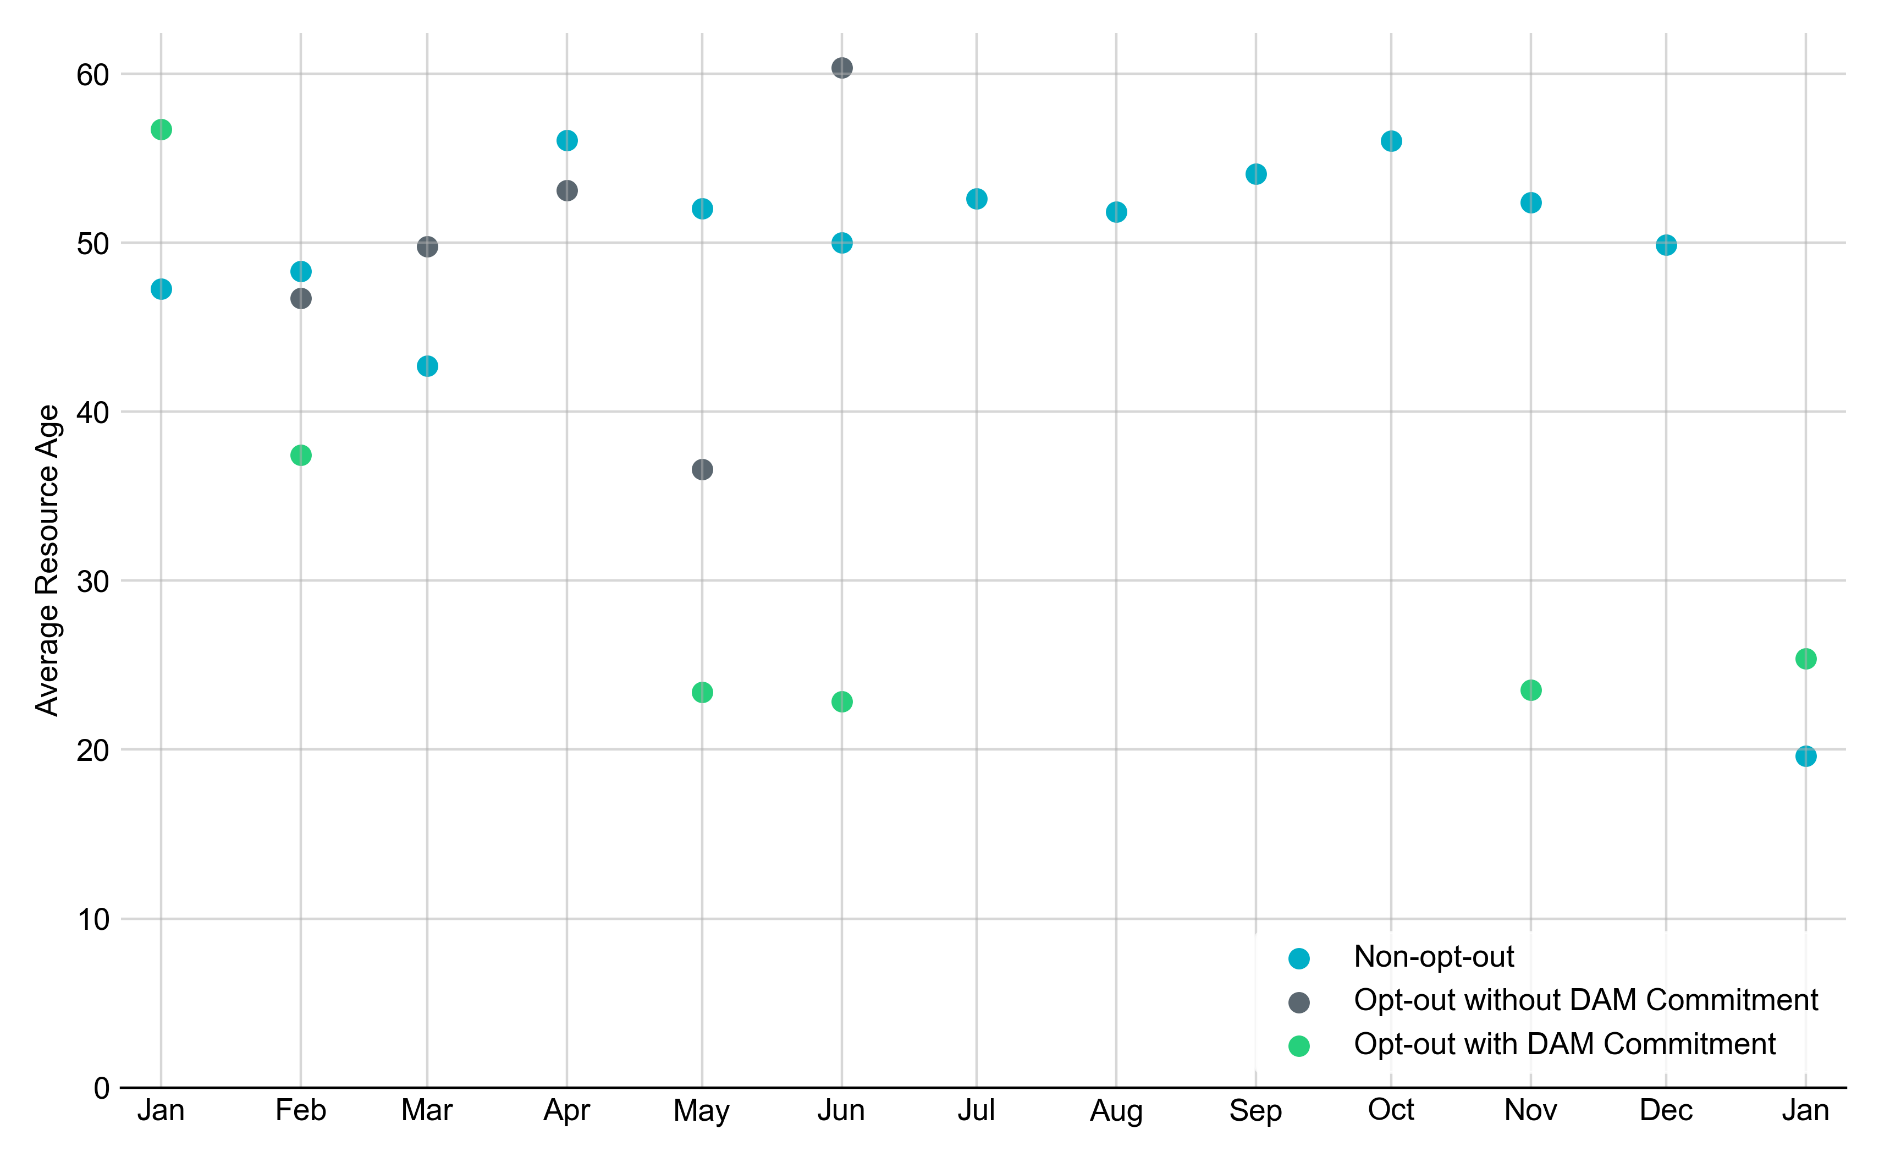 60
50
40
30
20
10
0
Average Resource Age
Jan Feb Mar Apr May Jun Jul Aug Sep Oct Nov Dec Jan
Non-opt-out
Opt-out without DAM Commitment
Opt-out with DAM Commitment